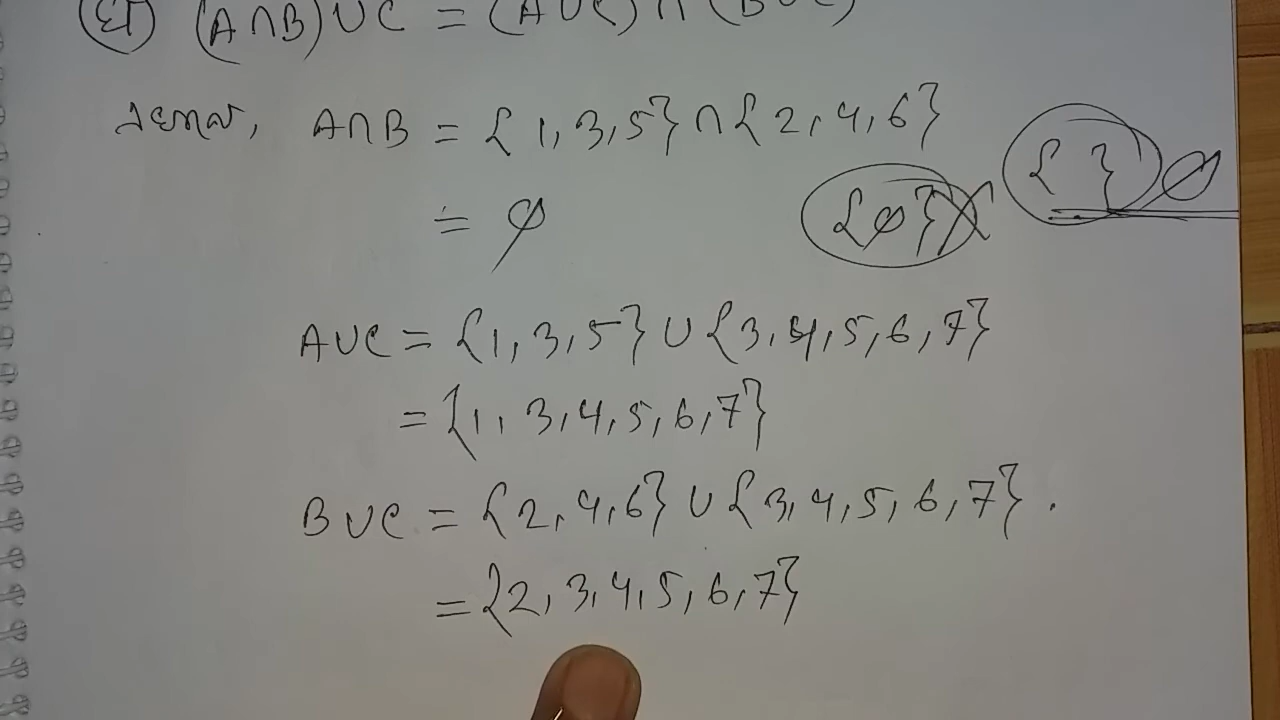 (ঘ) (A∩B)∪C = (A∪C)∩(B∪C)
এখানে, A∩B = {1, 3, 5}∩{2, 4, 6}
= φ {φ} { } ∅
A∪C = {1, 3, 5} ∪ {3, 4, 5, 6, 7}
= {1, 3, 4, 5, 6, 7}
B∪C = {2, 4, 6} ∪ {3, 4, 5, 6, 7}.
= {2, 3, 4, 5, 6, 7}